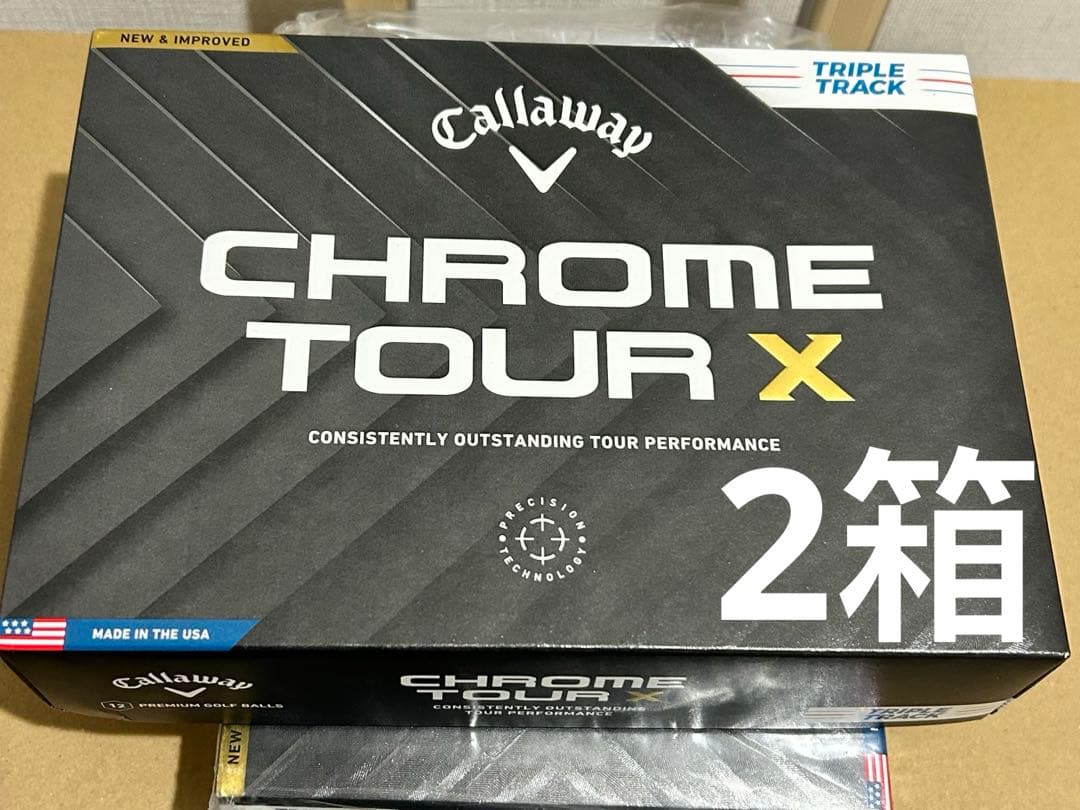 NEW & IMPROVED
TRIPLE
TRACK
Callaway
CHROME
TOUR X
CONSISTENTLY OUTSTANDING TOUR PERFORMANCE
PRECISION
TECHNOLOGY
2箱
MADE IN THE USA
Callaway
12 PREMIUM GOLF BALLS
CHROME
TOUR X
CONSISTENTLY OUTSTANDING
TOUR PERFORMANCE
TRIPLE
TRACK
NEW